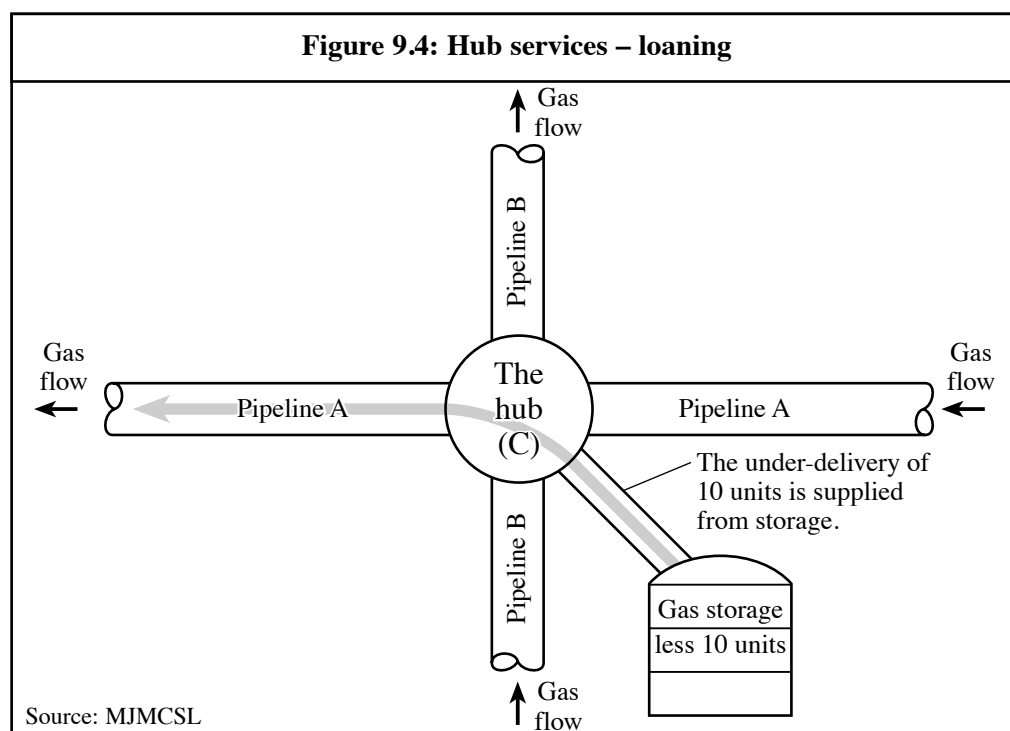 Figure 9.4: Hub services – loaning
Gas
flow
Pipeline B
Gas
flow
Pipeline A
The
hub
(C)
Pipeline A
Gas
flow
The under-delivery of
10 units is supplied
from storage.
Pipeline B
Gas storage
less 10 units
Gas
flow
Source: MJMCSL